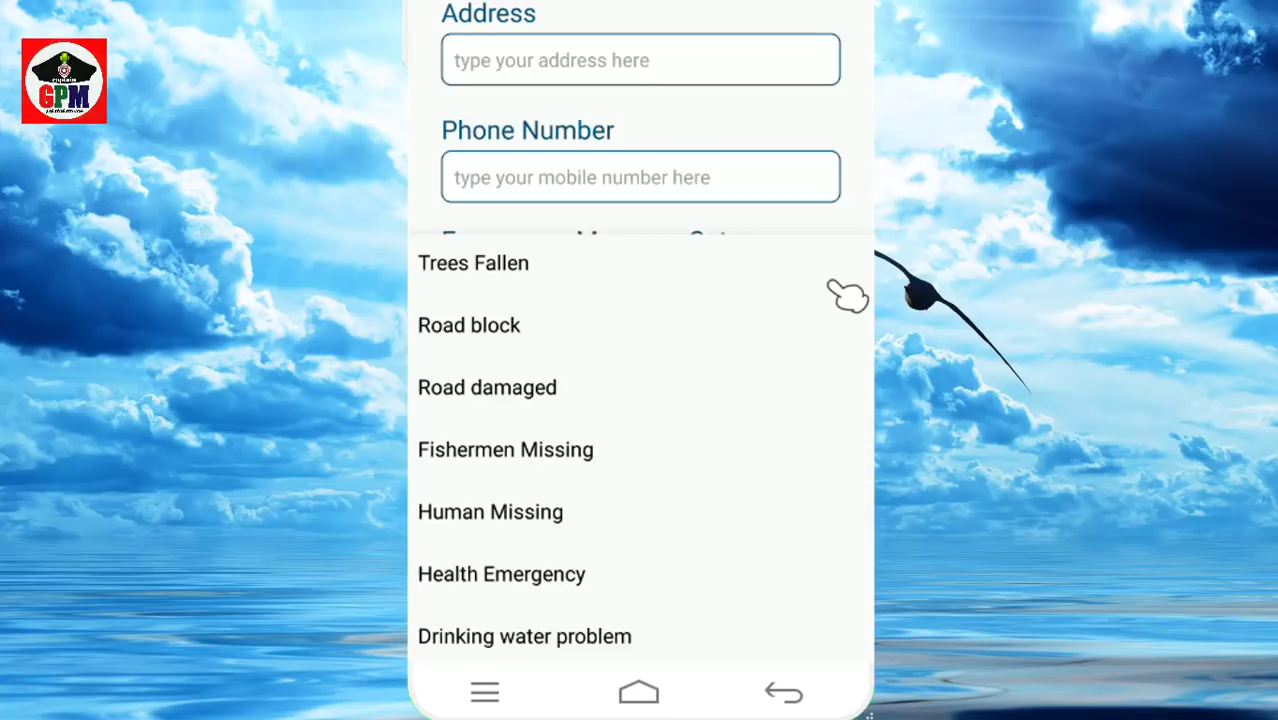 Address
type your address here
Phone Number
type your mobile number here
Trees Fallen
Road block
Road damaged
Fishermen Missing
Human Missing
Health Emergency
Drinking water problem
GPM